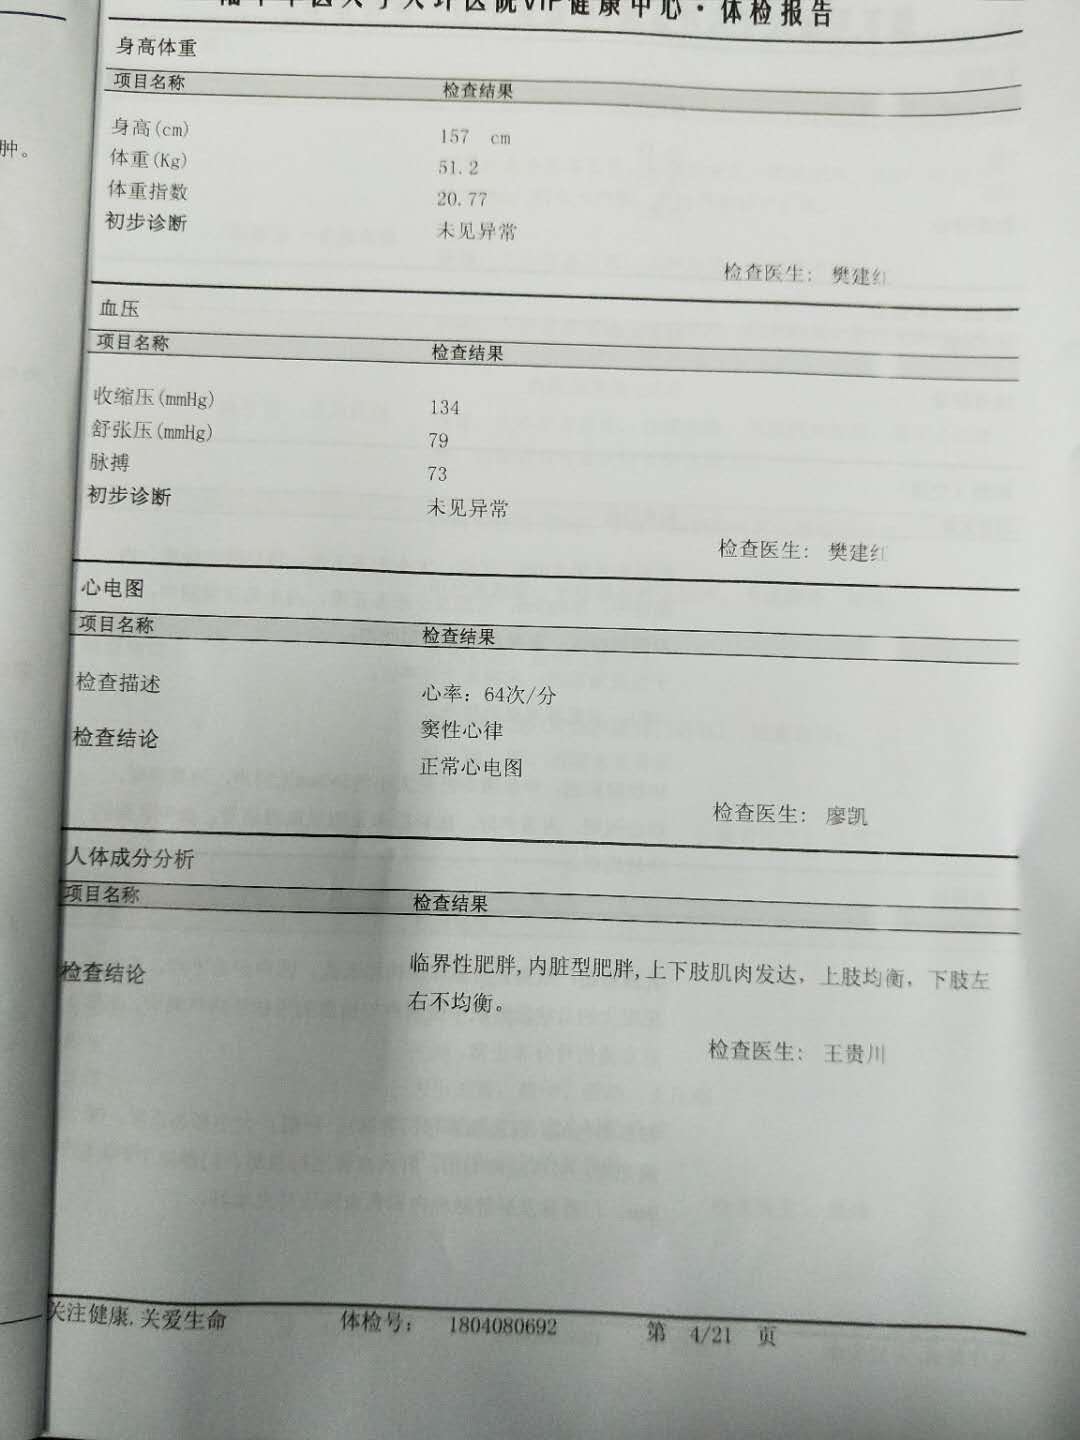 大坪医院VIP健康中心·体检报告
身高体重
项目名称 检查结果
肿。
身高(cm) 157 cm
体重(Kg) 51.2
体重指数 20.77
初步诊断 未见异常
检查医生: 樊建红
血压
项目名称 检查结果
收缩压(mmHg) 134
舒张压(mmHg) 79
脉搏 73
初步诊断 未见异常
检查医生: 樊建红
心电图
项目名称 检查结果
检查描述 心率: 64次/分
窦性心律
检查结论 正常心电图
检查医生: 廖凯
人体成分分析
项目名称 检查结果
检查结论 临界性肥胖,内脏型肥胖,上下肢肌肉发达, 上肢均衡, 下肢左
右不均衡。
检查医生: 王贵川
关注健康,关爱生命 体检号: 1804080692 第 4/21 页